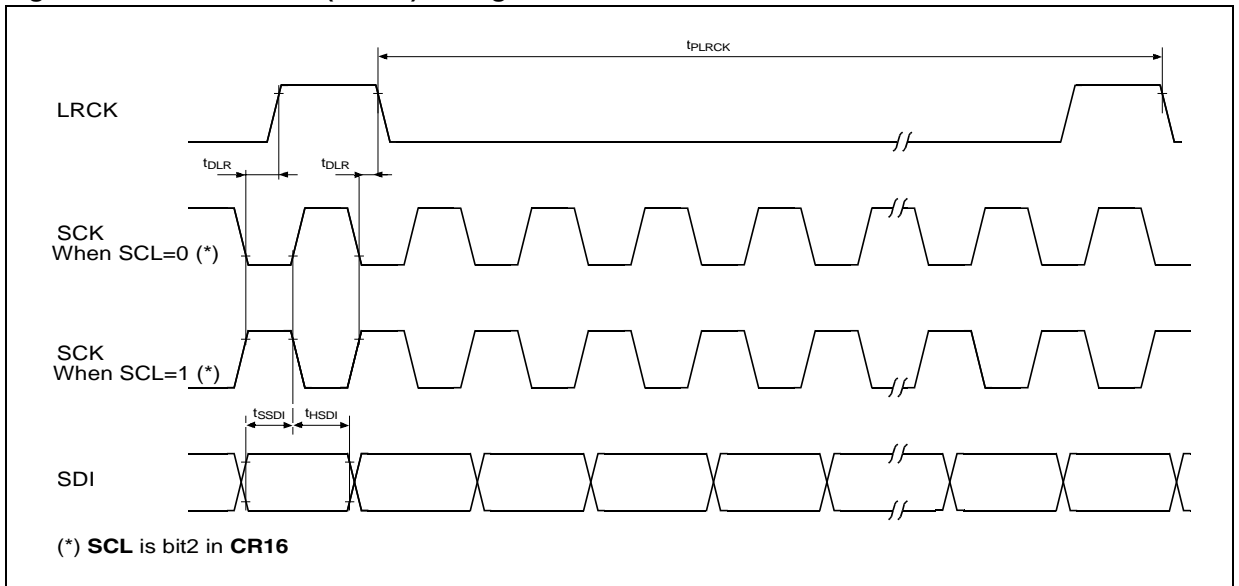 tPLRCK
LRCK
tDLR
tDLR
SCK
When SCL=0 (*)
SCK
When SCL=1 (*)
tSSDI
tHSDI
SDI
(*) SCL is bit2 in CR16